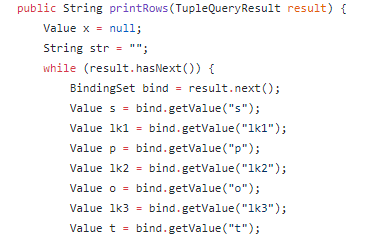 public String printRows(TupleQueryResult result) {
    Value x = null;
    String str = "";
    while (result.hasNext()) {
        BindingSet bind = result.next();
        Value s = bind.getValue("s");
        Value lk1 = bind.getValue("lk1");
        Value p = bind.getValue("p");
        Value lk2 = bind.getValue("lk2");
        Value o = bind.getValue("o");
        Value lk3 = bind.getValue("lk3");
        Value t = bind.getValue("t");